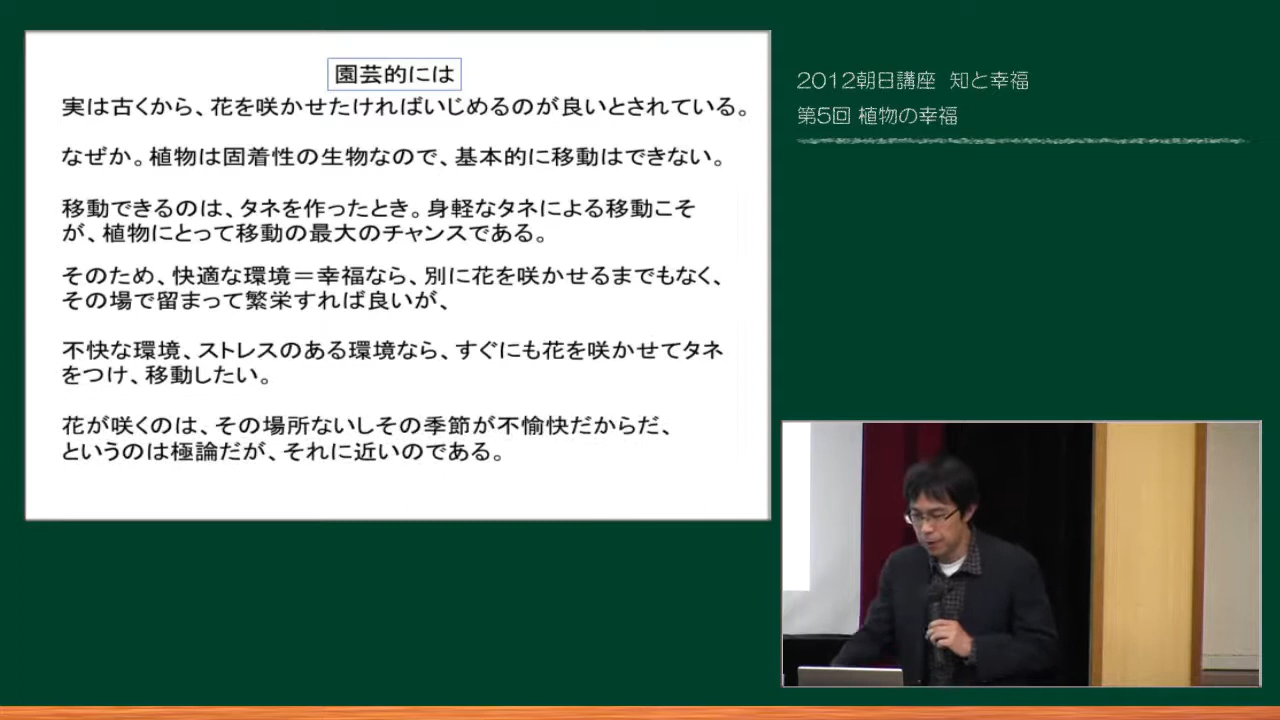 園芸的には
実は古くから、花を咲かせたければいじめるのが良いとされている。
なぜか。植物は固着性の生物なので、基本的に移動はできない。
移動できるのは、タネを作ったとき。身軽なタネによる移動こそ
が、植物にとって移動の最大のチャンスである。
そのため、快適な環境＝幸福なら、別に花を咲かせるまでもなく、
その場で留まって繁栄すれば良いが、
不快な環境、ストレスのある環境なら、すぐにも花を咲かせてタネ
をつけ、移動したい。
花が咲くのは、その場所ないしその季節が不愉快だからだ、
というのは極論だが、それに近いのである。
2012朝日講座 知と幸福
第5回 植物の幸福